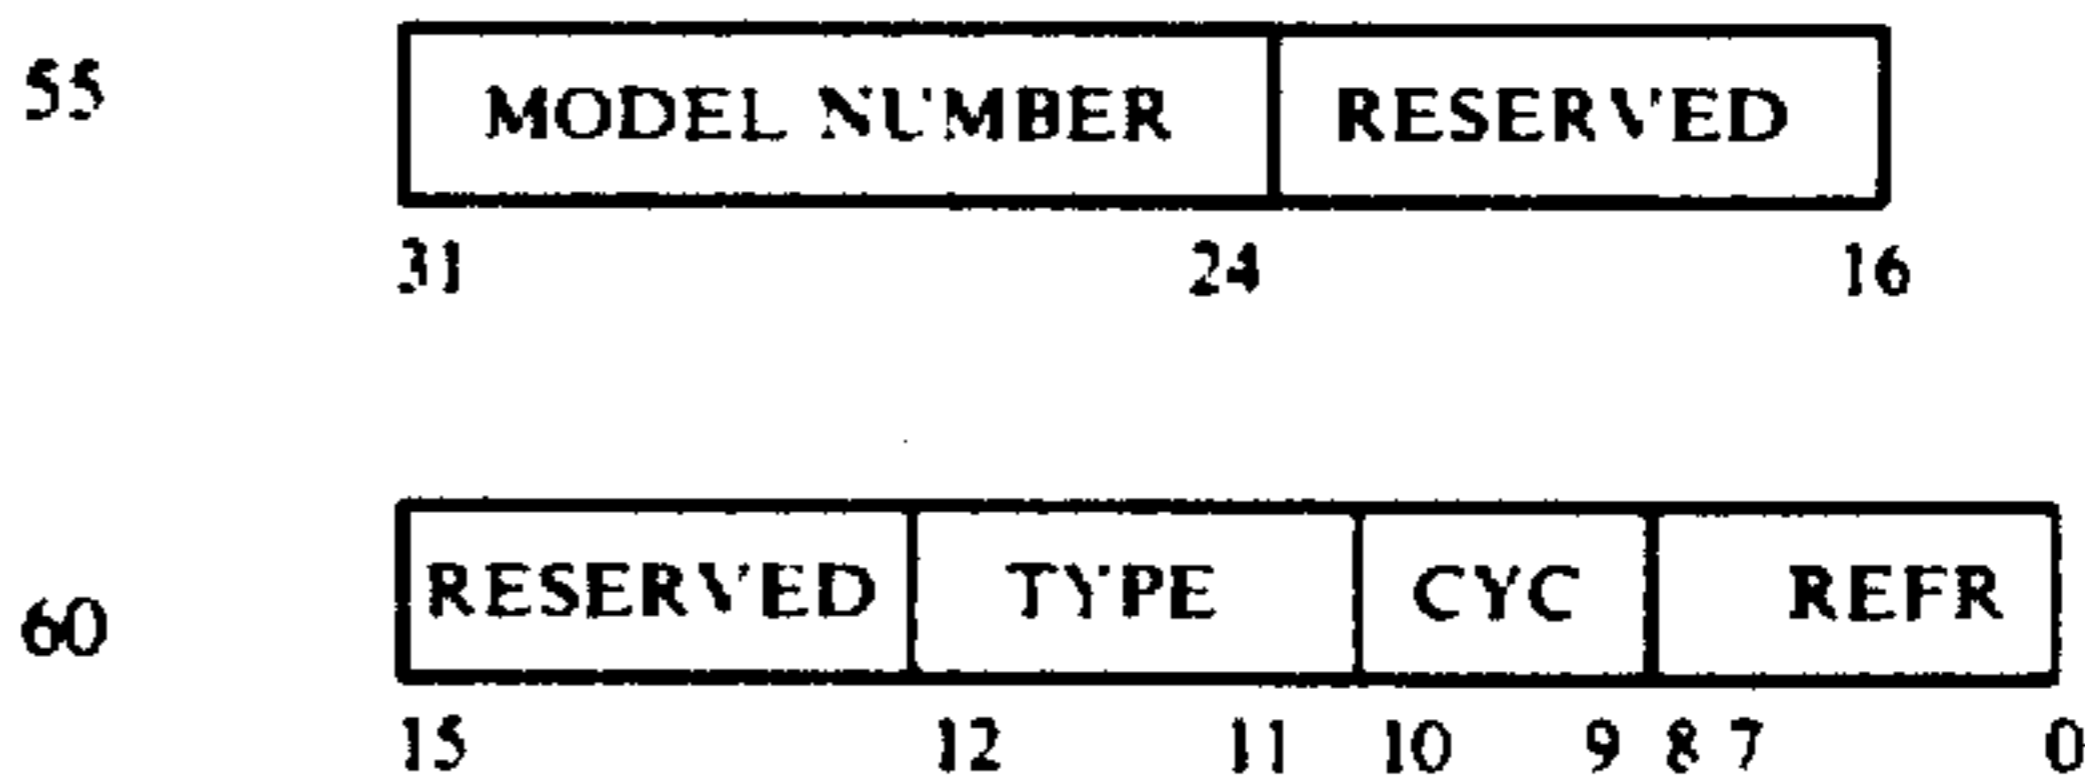 55 MODEL NUMBER RESERVED
31 24 16
60 RESERVED TYPE CYC REFR
15 12 11 10 9 8 7 0